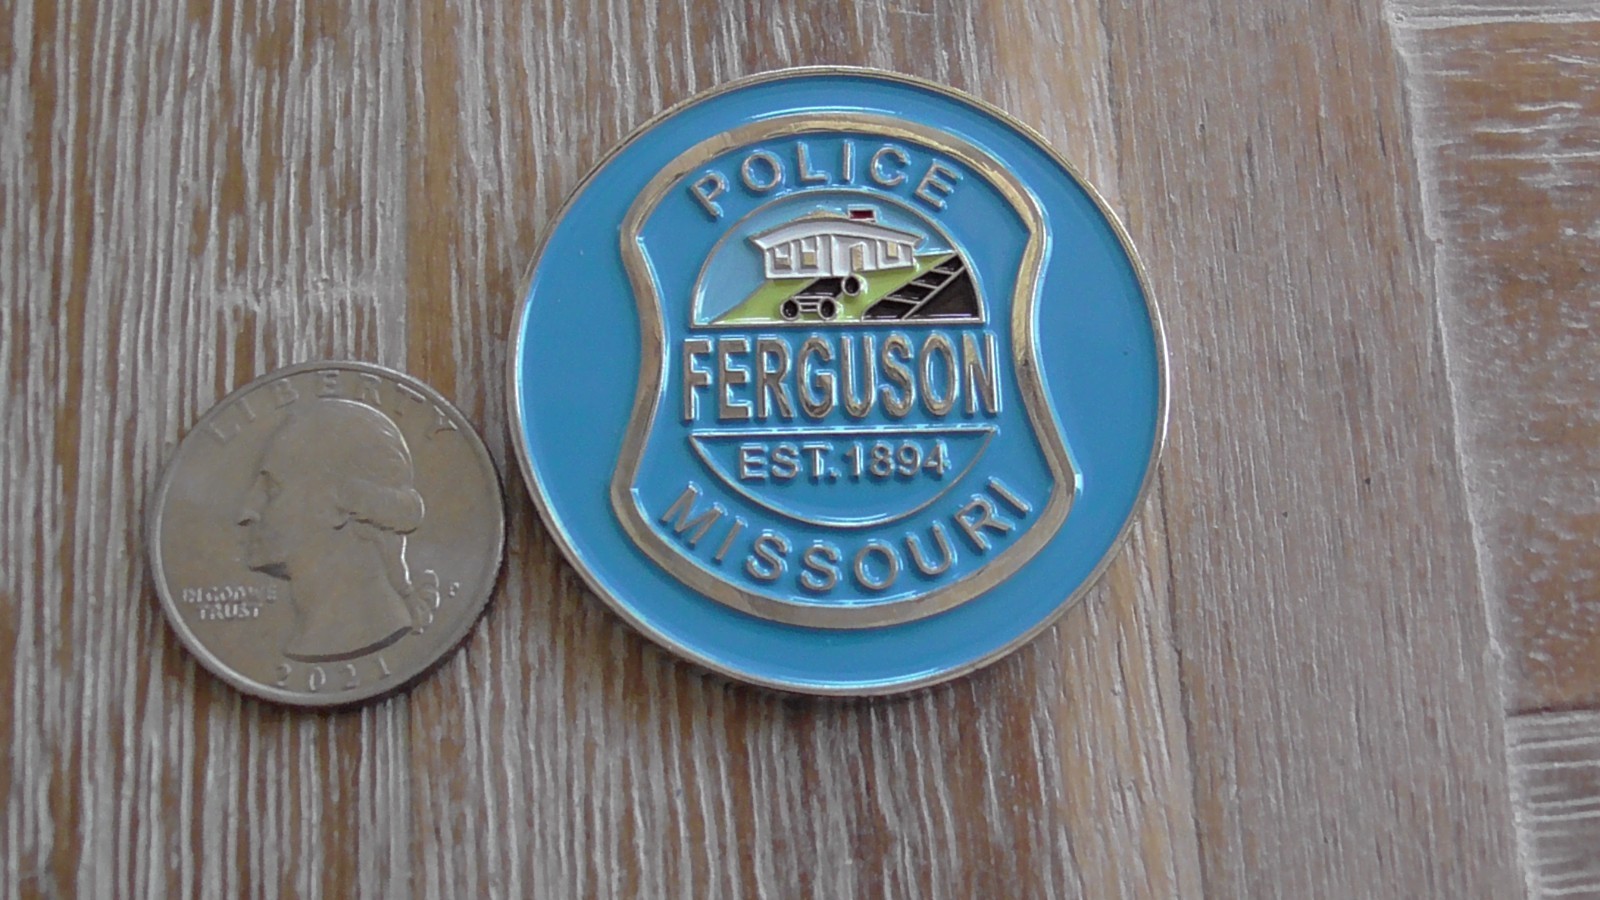 LIBERTY
IN GOD WE
TRUST
P
2021
POLICE
FERGUSON
EST.1894
MISSOURI